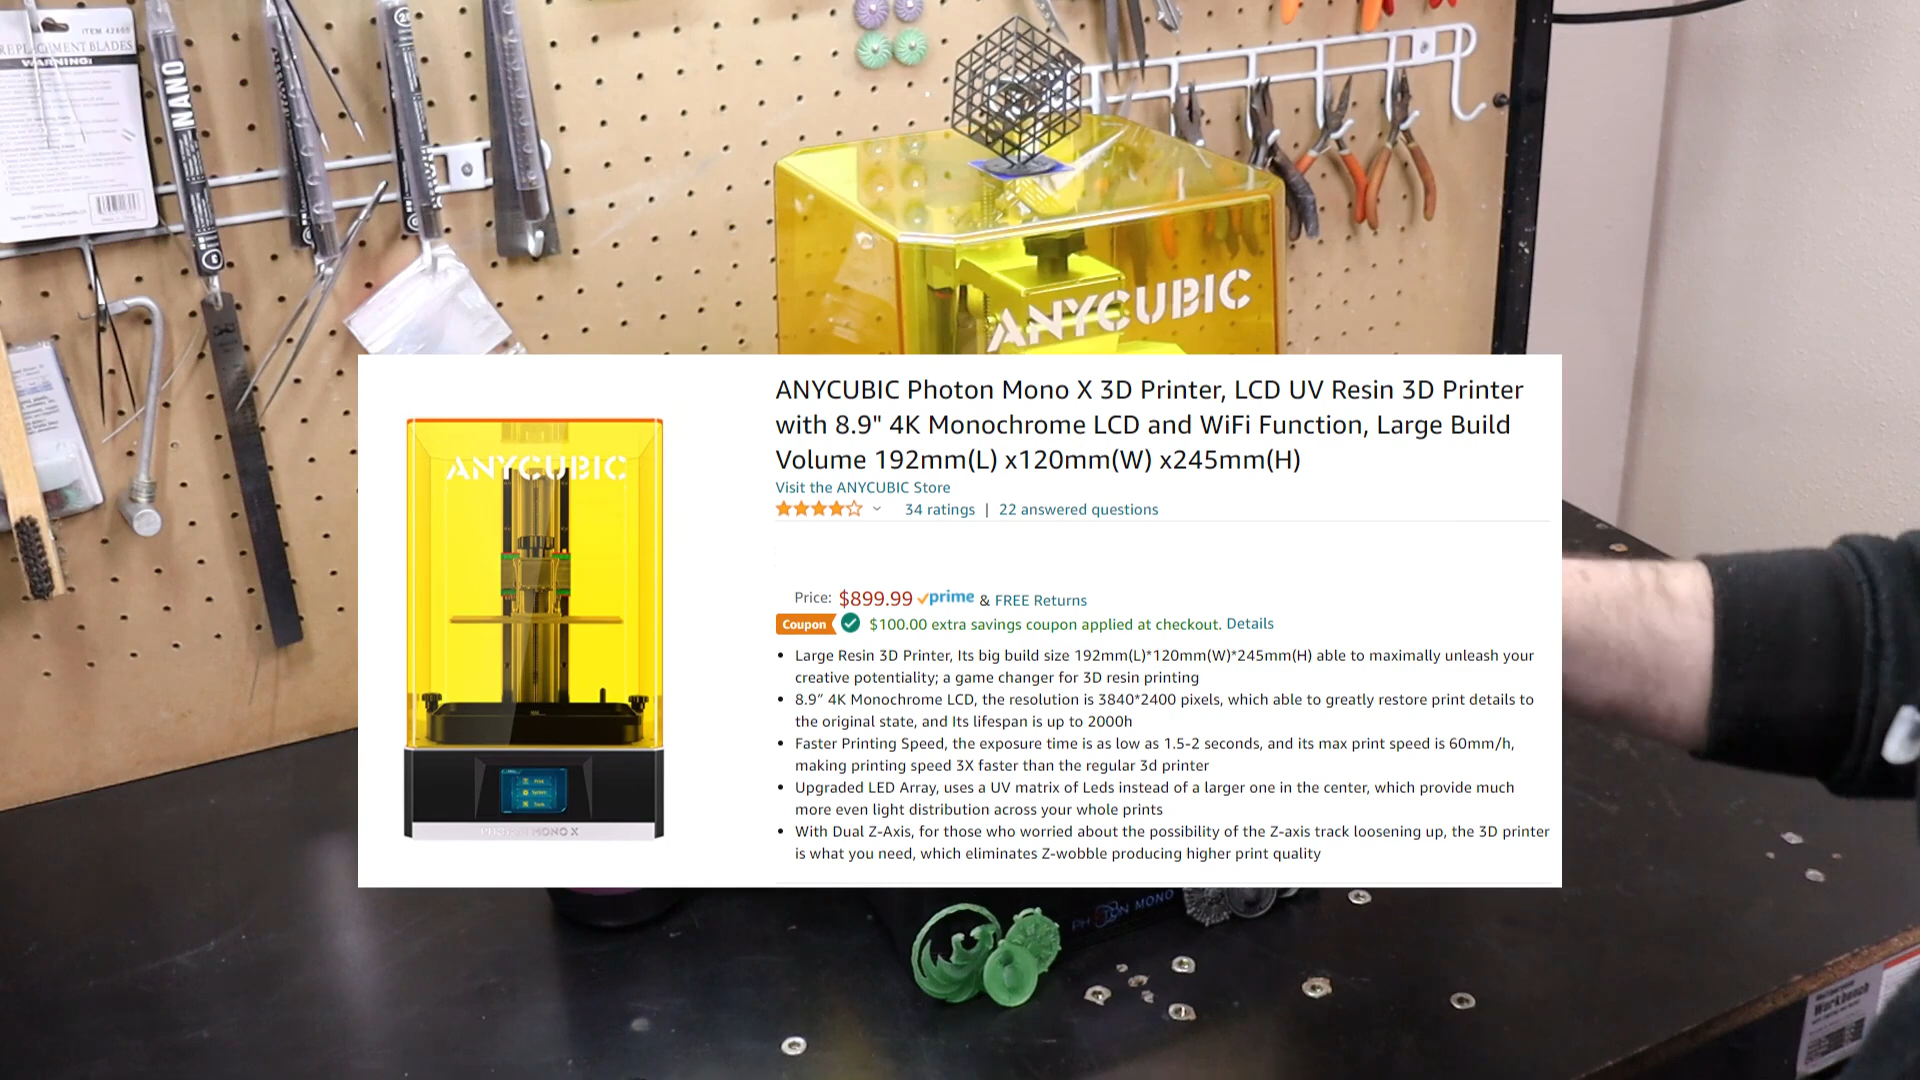 ITEM 42600
REPLACEMENT BLADES
WARNING!
NANO
ANYCUBIC
ANYCUBIC Photon Mono X 3D Printer, LCD UV Resin 3D Printer
with 8.9" 4K Monochrome LCD and WiFi Function, Large Build
Volume 192mm(L) x120mm(W) x245mm(H)
Visit the ANYCUBIC Store
34 ratings | 22 answered questions
Price: $899.99 prime & FREE Returns
Coupon $100.00 extra savings coupon applied at checkout. Details
• Large Resin 3D Printer, Its big build size 192mm(L)*120mm(W)*245mm(H) able to maximally unleash your
creative potentiality; a game changer for 3D resin printing
• 8.9” 4K Monochrome LCD, the resolution is 3840*2400 pixels, which able to greatly restore print details to
the original state, and Its lifespan is up to 2000h
• Faster Printing Speed, the exposure time is as low as 1.5-2 seconds, and its max print speed is 60mm/h,
making printing speed 3X faster than the regular 3d printer
• Upgraded LED Array, uses a UV matrix of Leds instead of a larger one in the center, which provide much
more even light distribution across your whole prints
• With Dual Z-Axis, for those who worried about the possibility of the Z-axis track loosening up, the 3D printer
is what you need, which eliminates Z-wobble producing higher print quality
ANYCUBIC
Print
System
Tools
PHOTON MONO X
PHOTON MONO
Workbench